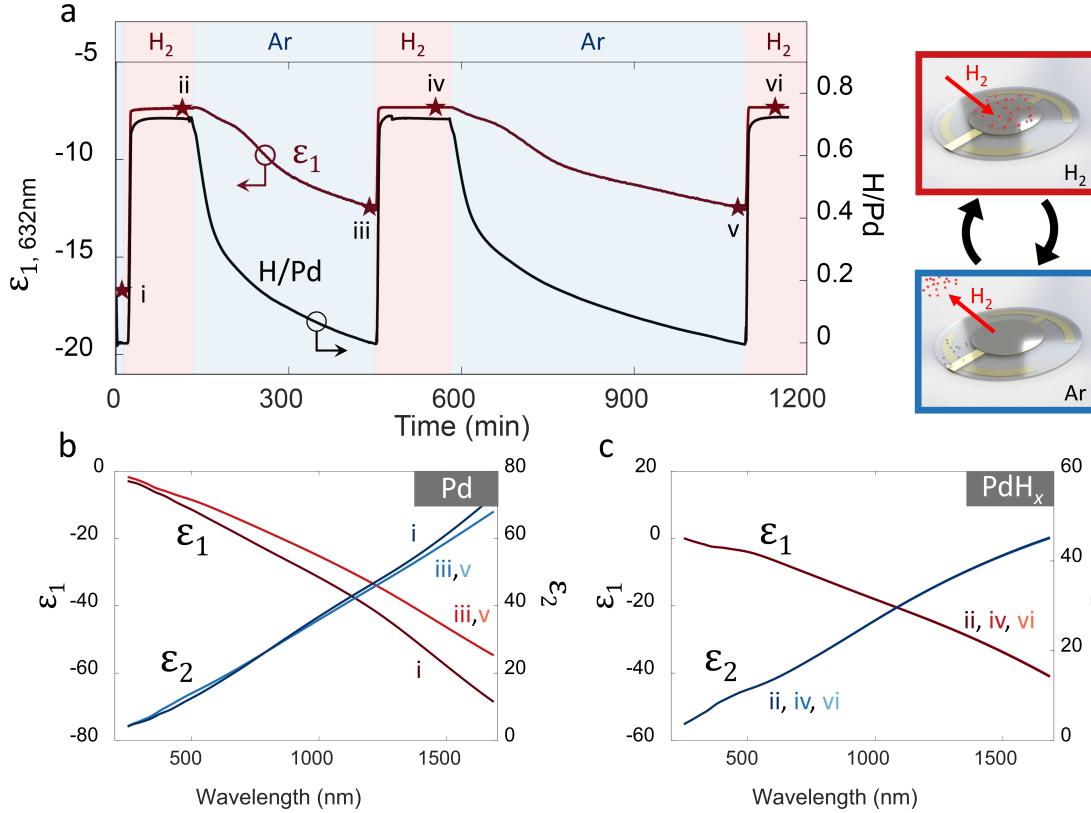 a
H₂ Ar H₂ Ar H₂
-5
-10
-15
-20
ε₁, 632nm
0.8
0.6
0.4
0.2
0
H/Pd
i
ii
iii
iv
v
vi
ε₁
H/Pd
0 300 600 900 1200
Time (min)
H₂
H₂
H₂
Ar
b
Pd
0
-20
-40
-60
-80
ε₁
80
60
40
20
0
ε₂
ε₁
ε₂
i
iii,v
iii,v
i
500 1000 1500
Wavelength (nm)
c
PdHₓ
20
0
-20
-40
-60
ε₁
60
40
20
0
ε₁
ε₂
ii, iv, vi
ii, iv, vi
500 1000 1500
Wavelength (nm)